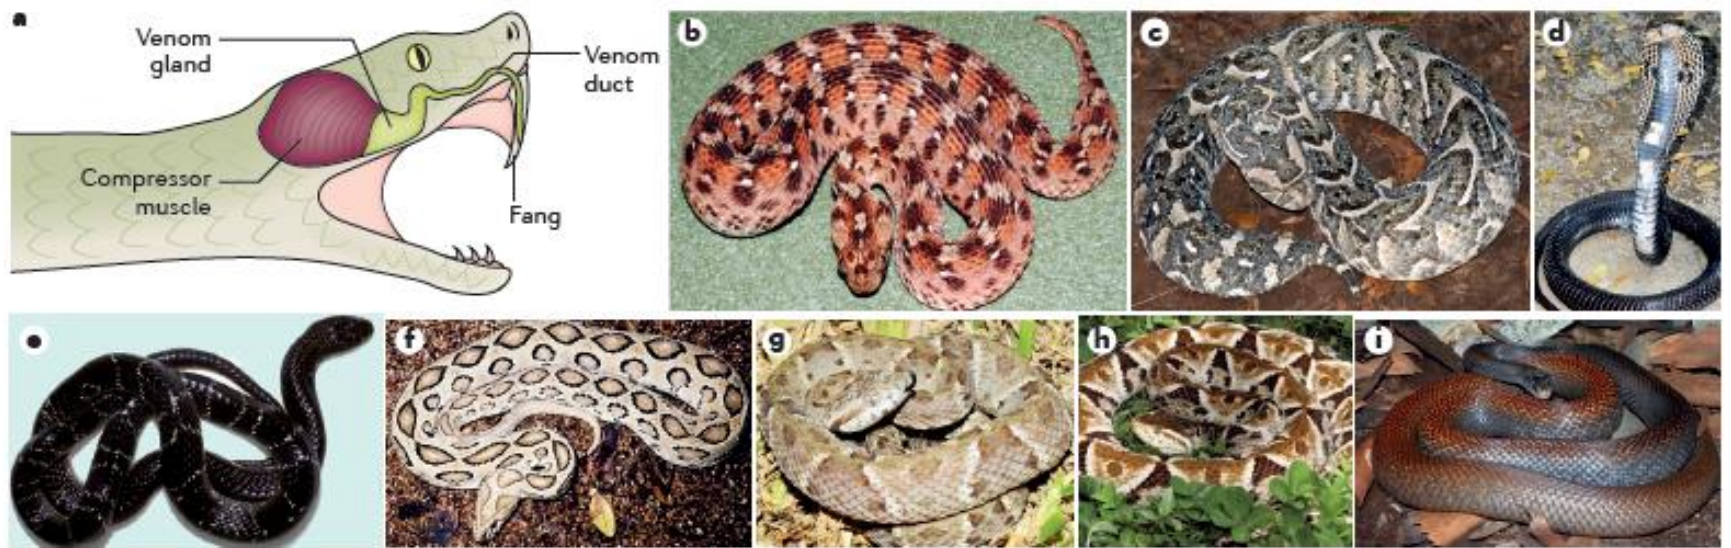 a
Venom
gland
Venom
duct
Compressor
muscle
Fang
b
c
d
e
f
g
h
i